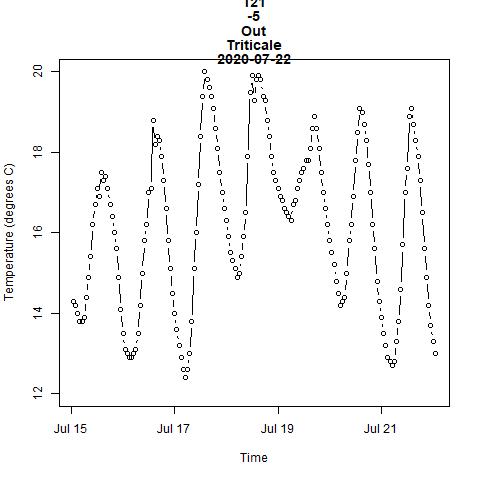 121
-5
Out
Triticale
2020-07-22
Temperature (degrees C)
20
18
16
14
12
Jul 15
Jul 17
Jul 19
Jul 21
Time